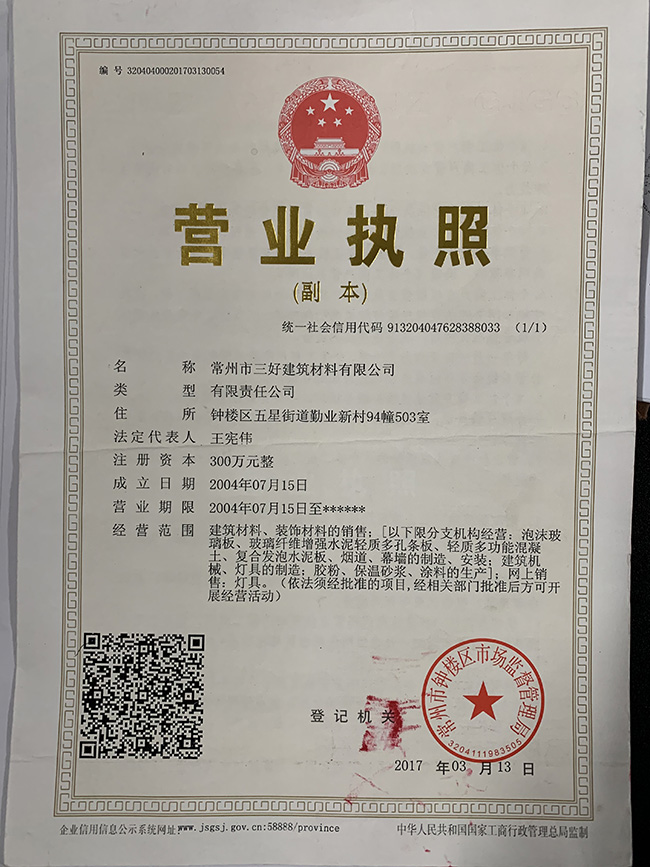 编 号 320404000201703130054
营业执照
(副 本)
统一社会信用代码 913204047628388033 (1/1)
名 称 常州市三好建筑材料有限公司
类 型 有限责任公司
住 所 钟楼区五星街道勤业新村94幢503室
法定代表人 王宪伟
注册资本 300万元整
成立日期 2004年07月15日
营业期限 2004年07月15日至******
经营范围 建筑材料、装饰材料的销售；[以下限分支机构经营：泡沫玻
璃板、玻璃纤维增强水泥轻质多孔条板、轻质多功能混凝
土、复合发泡水泥板、烟道、幕墙的制造、安装；建筑机
械、灯具的制造；胶粉、保温砂浆、涂料的生产]；网上销
售：灯具。（依法须经批准的项目,经相关部门批准后方可开
展经营活动）
登记机关
常州市钟楼区市场监督管理局
3204111983505
2017 年 03 月 13 日
企业信用信息公示系统网址:www.jsgsj.gov.cn:58888/province
中华人民共和国国家工商行政管理总局监制